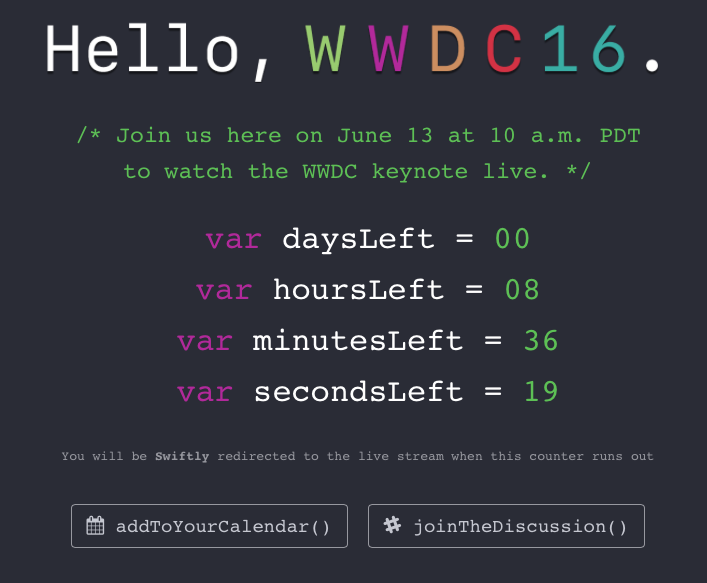 Hello, WWDC16.
/* Join us here on June 13 at 10 a.m. PDT
to watch the WWDC keynote live. */
var daysLeft = 00
var hoursLeft = 08
var minutesLeft = 36
var secondsLeft = 19
You will be Swiftly redirected to the live stream when this counter runs out
addToYourCalendar() joinTheDiscussion()